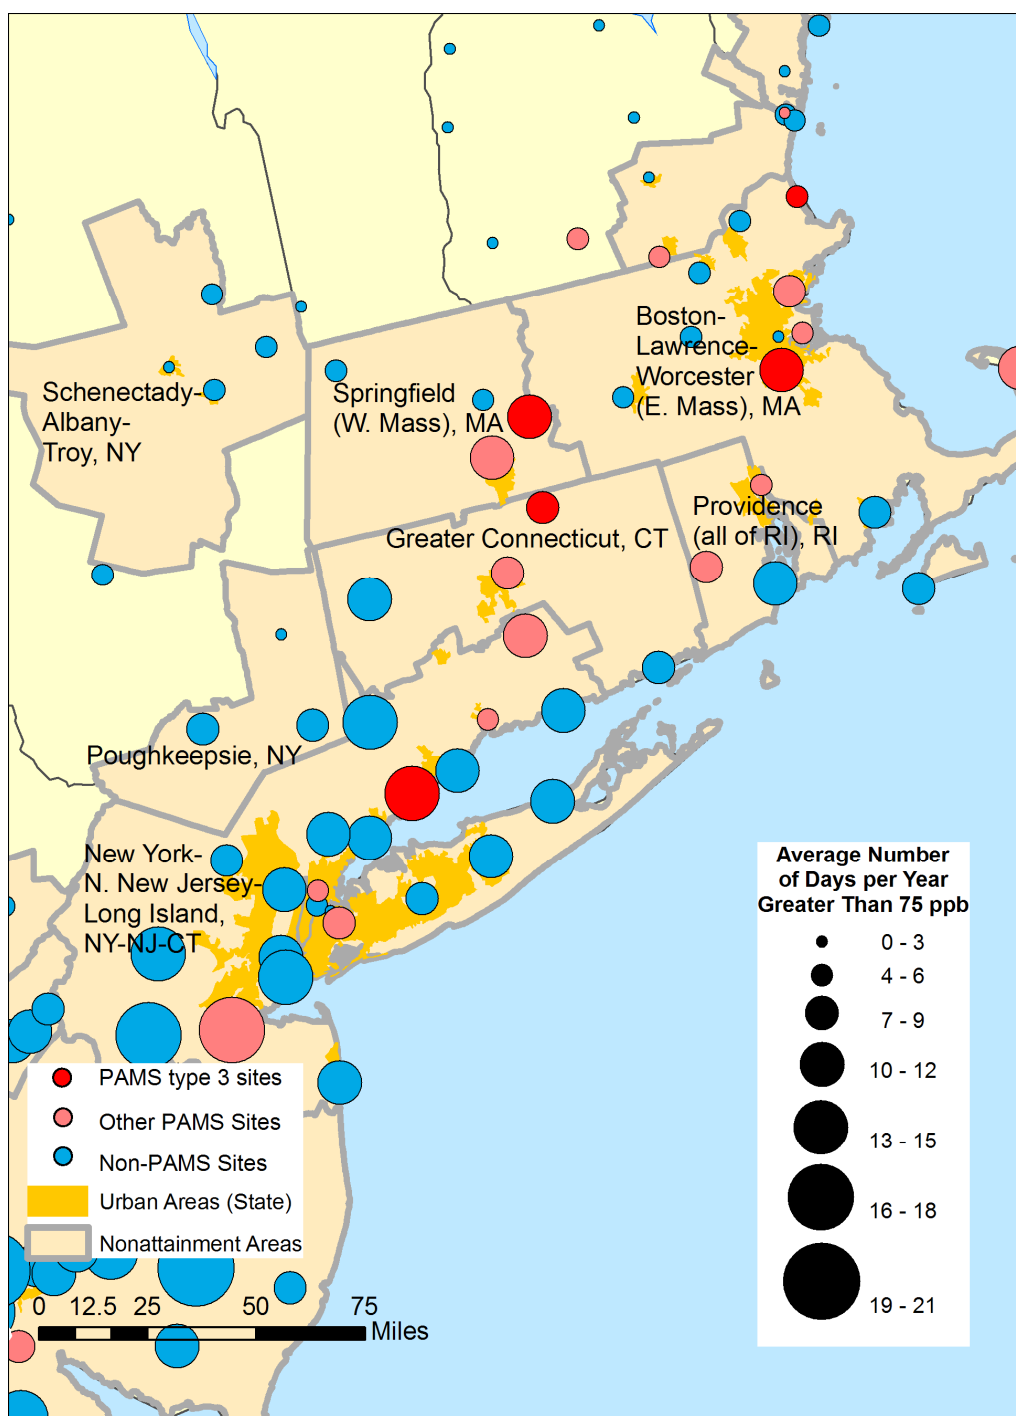 Boston-
Lawrence-
Worcester
(E. Mass), MA
Schenectady-
Albany-
Troy, NY
Springfield
(W. Mass), MA
Providence
(all of RI), RI
Greater Connecticut, CT
Poughkeepsie, NY
New York-
N. New Jersey-
Long Island,
NY-NJ-CT
Average Number
of Days per Year
Greater Than 75 ppb
0 - 3
4 - 6
7 - 9
10 - 12
13 - 15
16 - 18
19 - 21
PAMS type 3 sites
Other PAMS Sites
Non-PAMS Sites
Urban Areas (State)
Nonattainment Areas
0 12.5 25 50 75
Miles